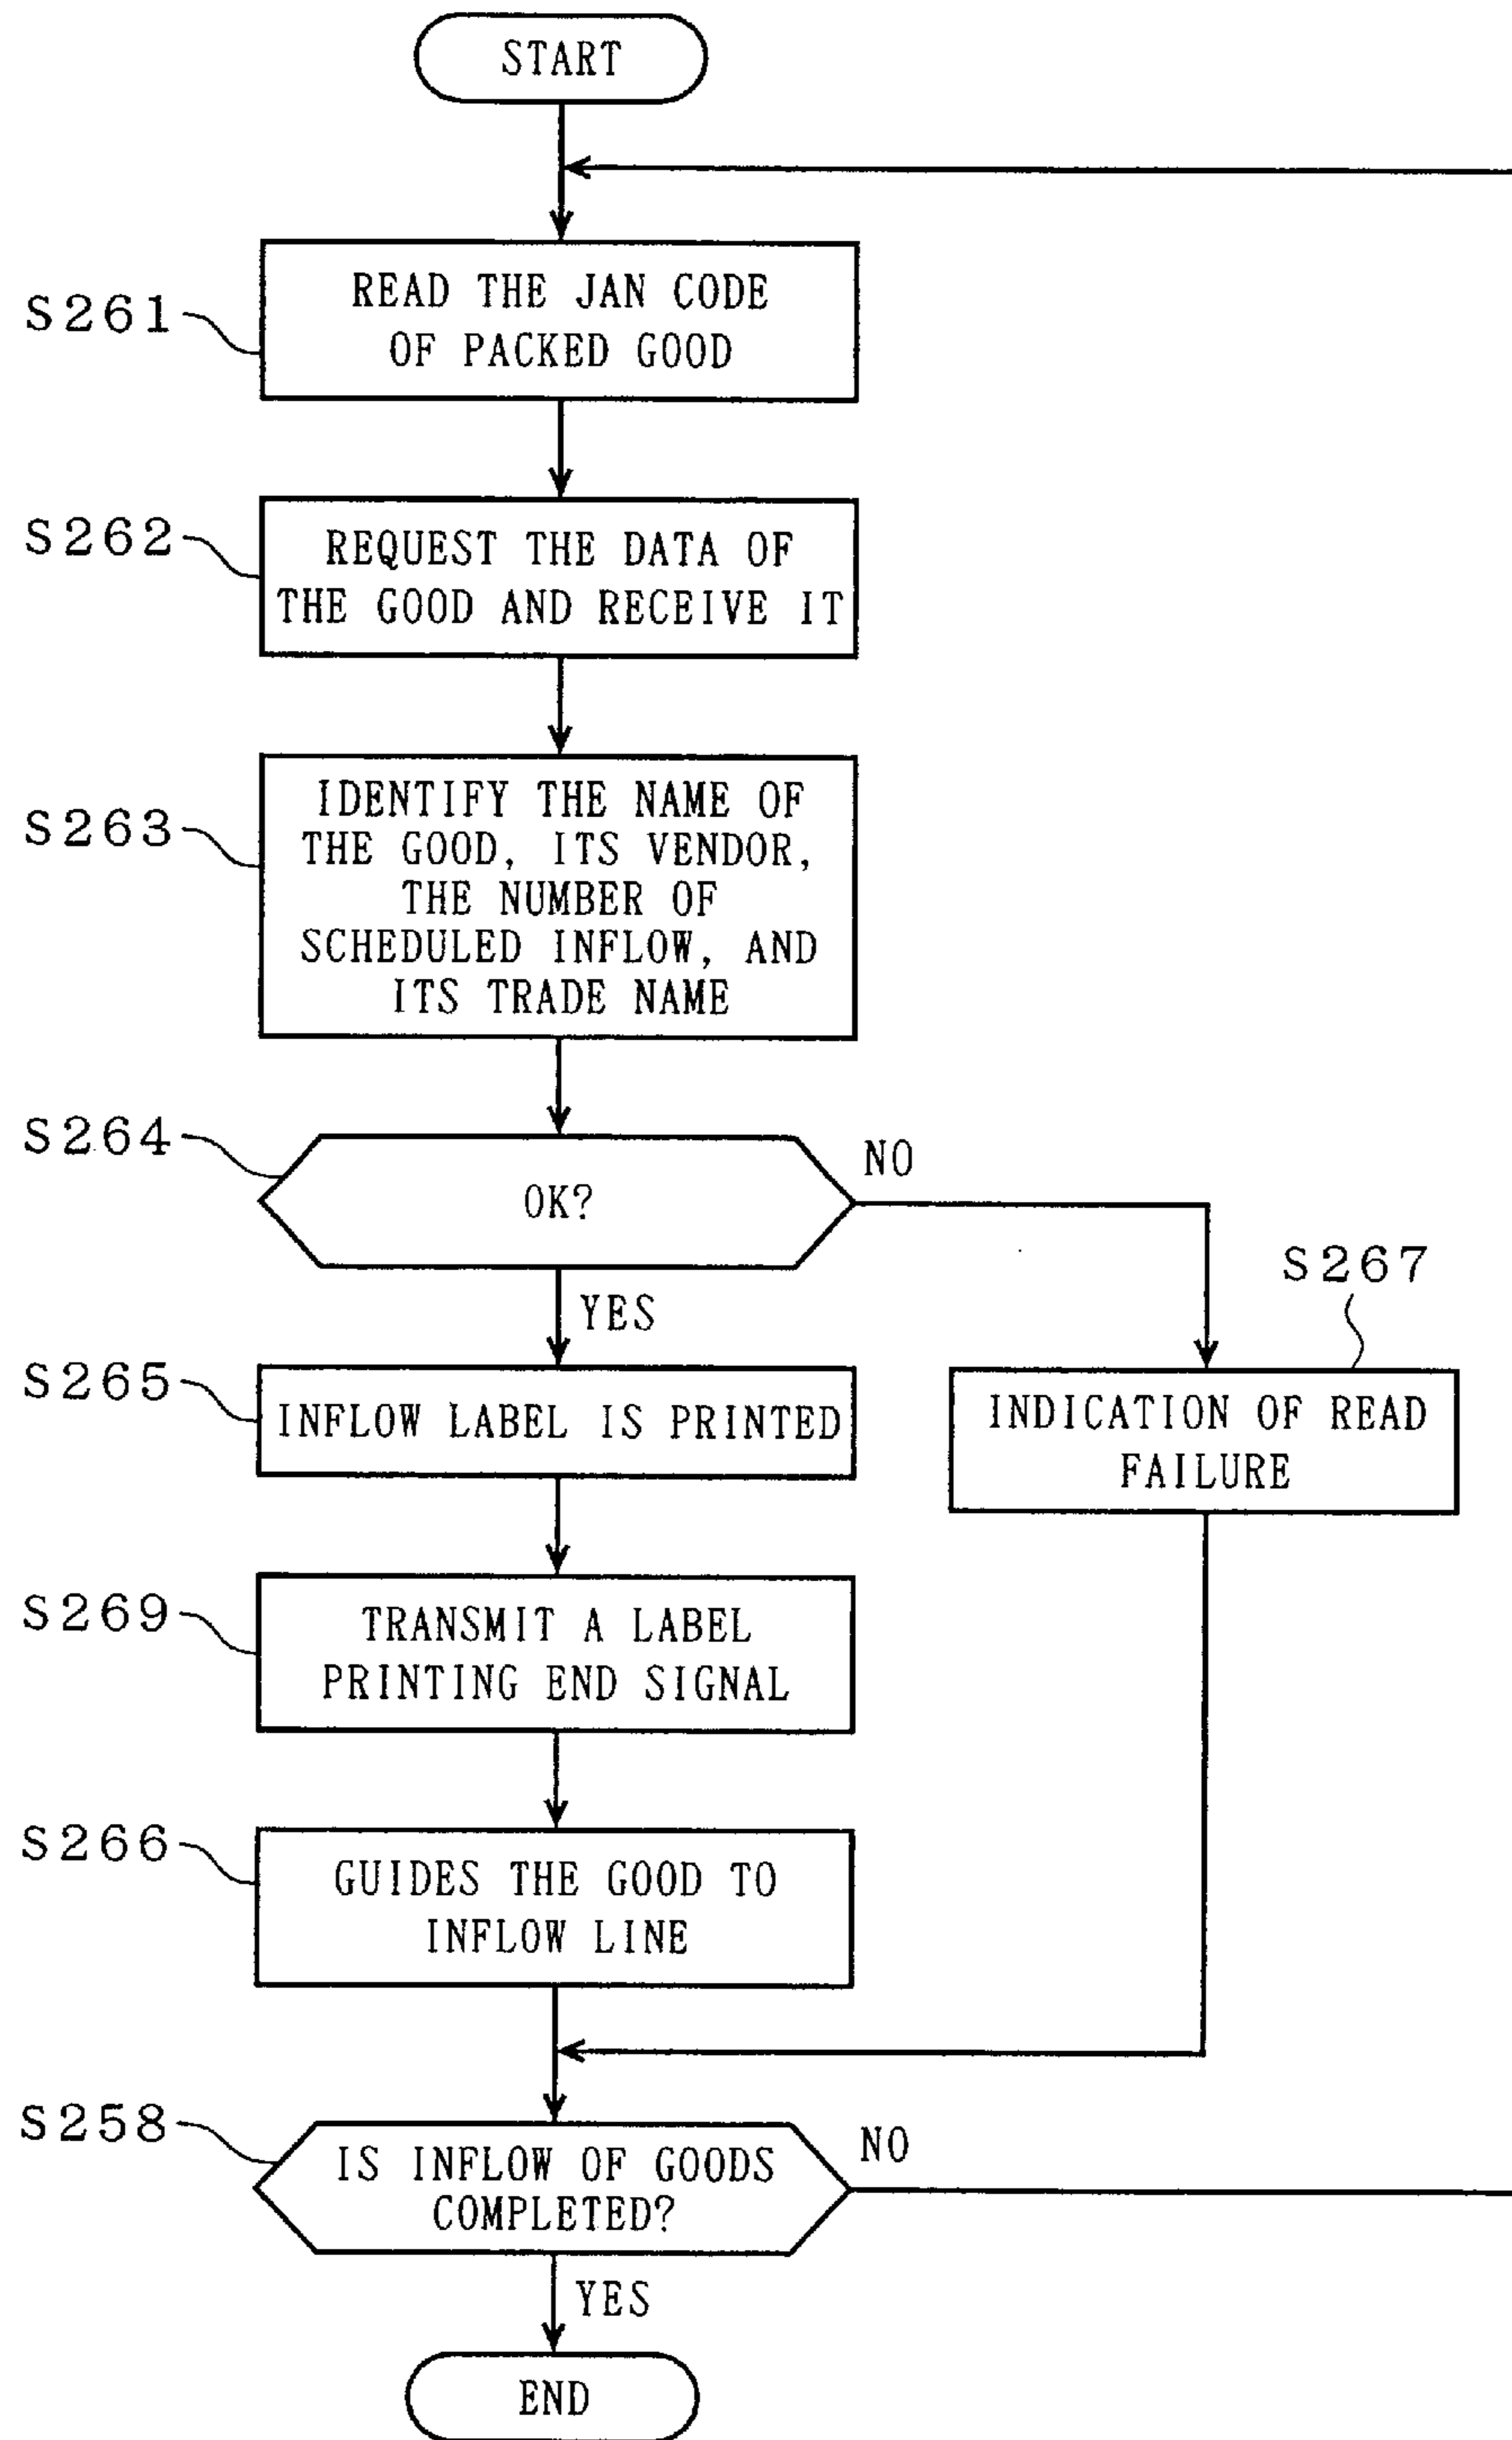 START
S261
READ THE JAN CODE
OF PACKED GOOD
S262
REQUEST THE DATA OF
THE GOOD AND RECEIVE IT
S263
IDENTIFY THE NAME OF
THE GOOD, ITS VENDOR,
THE NUMBER OF
SCHEDULED INFLOW, AND
ITS TRADE NAME
S264
OK?
NO
YES
S267
INDICATION OF READ
FAILURE
S265
INFLOW LABEL IS PRINTED
S269
TRANSMIT A LABEL
PRINTING END SIGNAL
S266
GUIDES THE GOOD TO
INFLOW LINE
S258
IS INFLOW OF GOODS
COMPLETED?
NO
YES
END